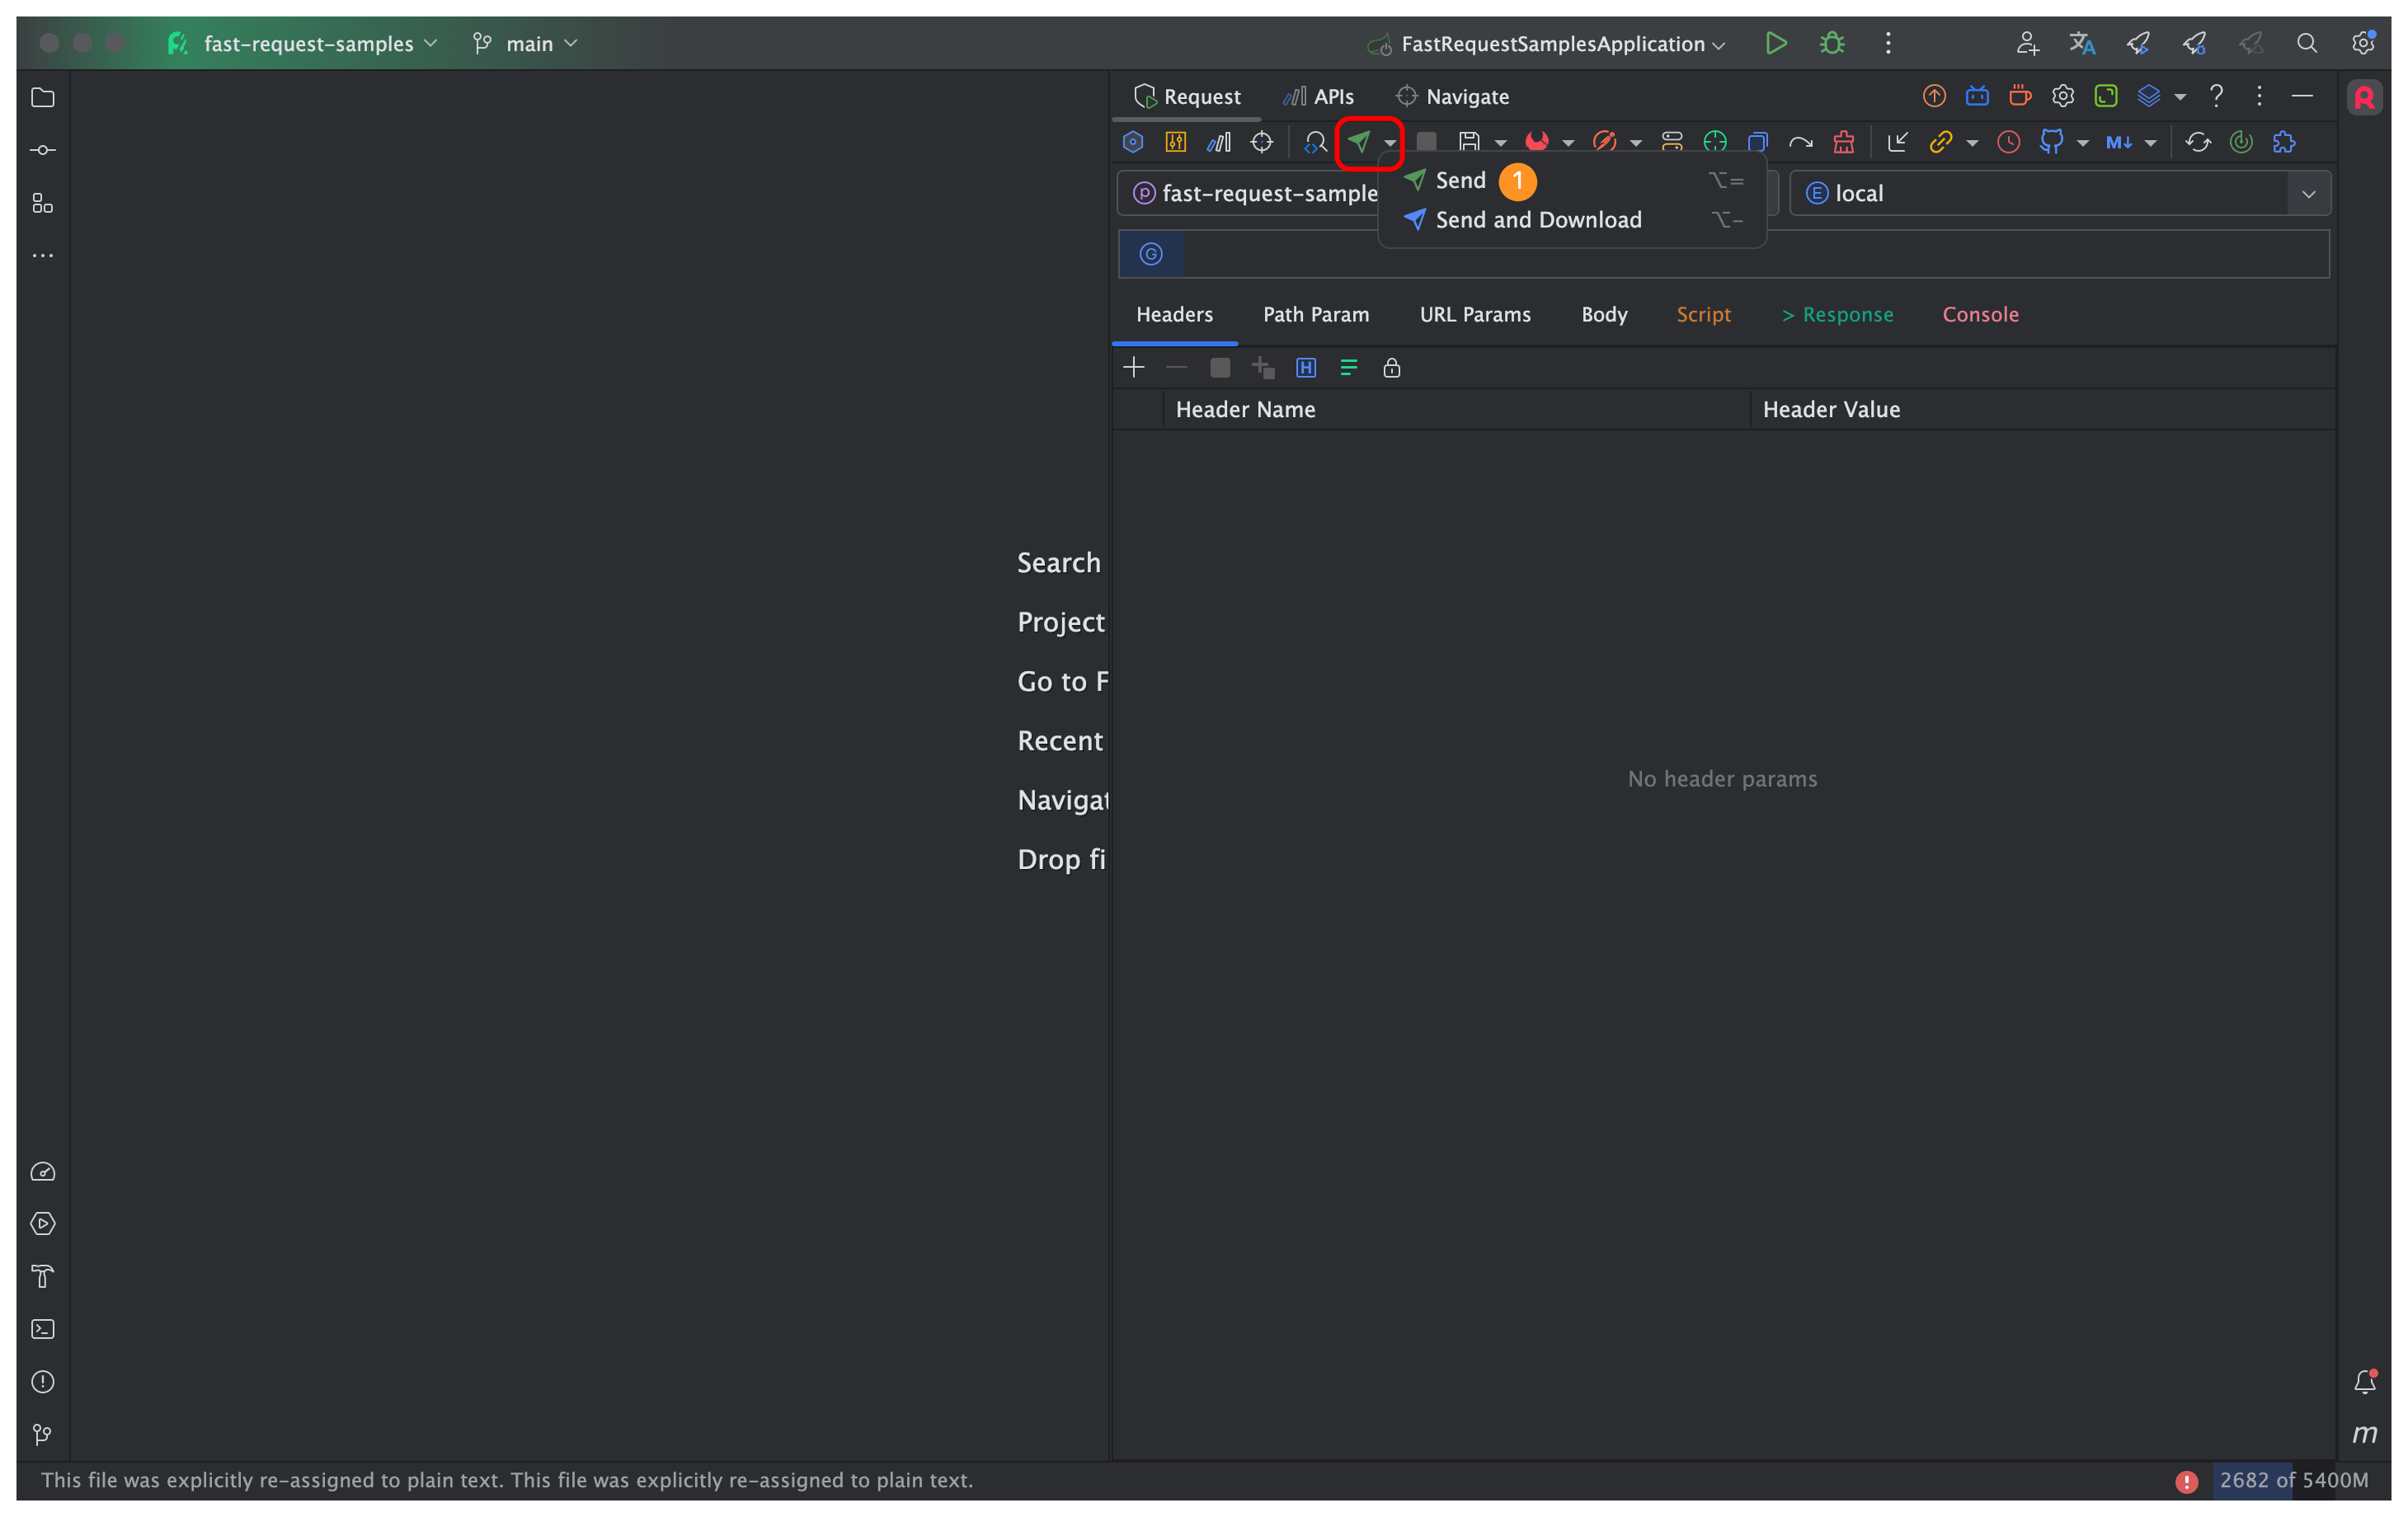 fast-request-samples main FastRequestSamplesApplication
Request APIs Navigate
M↓
fast-request-sample
Send 1 ⌥=
local
Send and Download ⌥-
Headers Path Param URL Params Body Script > Response Console
Header Name Header Value
Search
Project
Go to F
Recent
No header params
Navigat
Drop fi
This file was explicitly re-assigned to plain text. This file was explicitly re-assigned to plain text. 2682 of 5400M